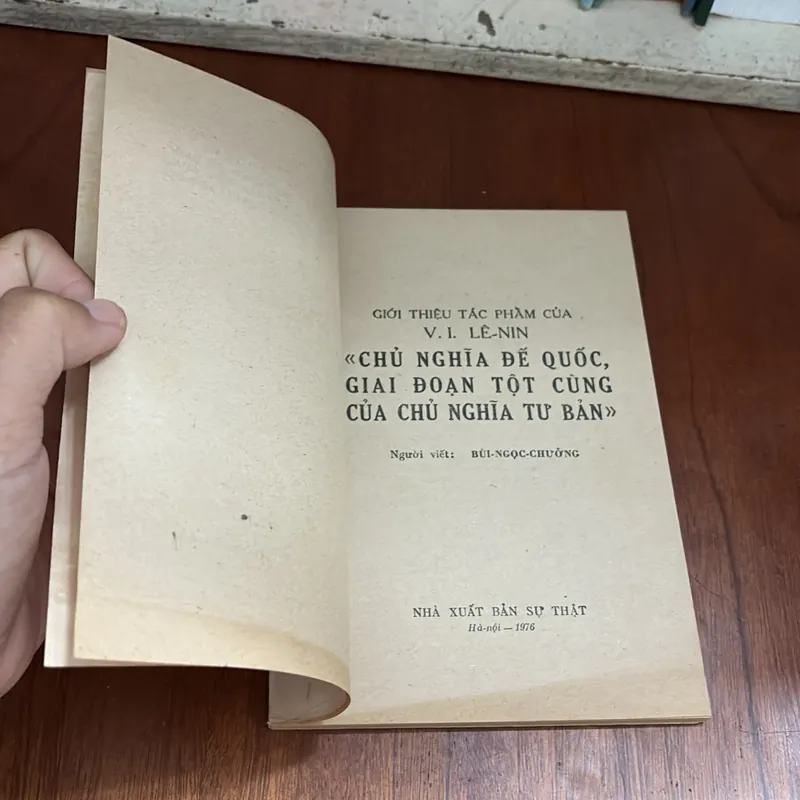 GIỚI THIỆU TÁC PHẨM CỦA
V. I. LÊ-NIN
«CHỦ NGHĨA ĐẾ QUỐC,
GIAI ĐOẠN TỘT CÙNG
CỦA CHỦ NGHĨA TƯ BẢN»
Người viết: BÙI-NGỌC-CHƯỞNG
NHÀ XUẤT BẢN SỰ THẬT
Hà-nội — 1976